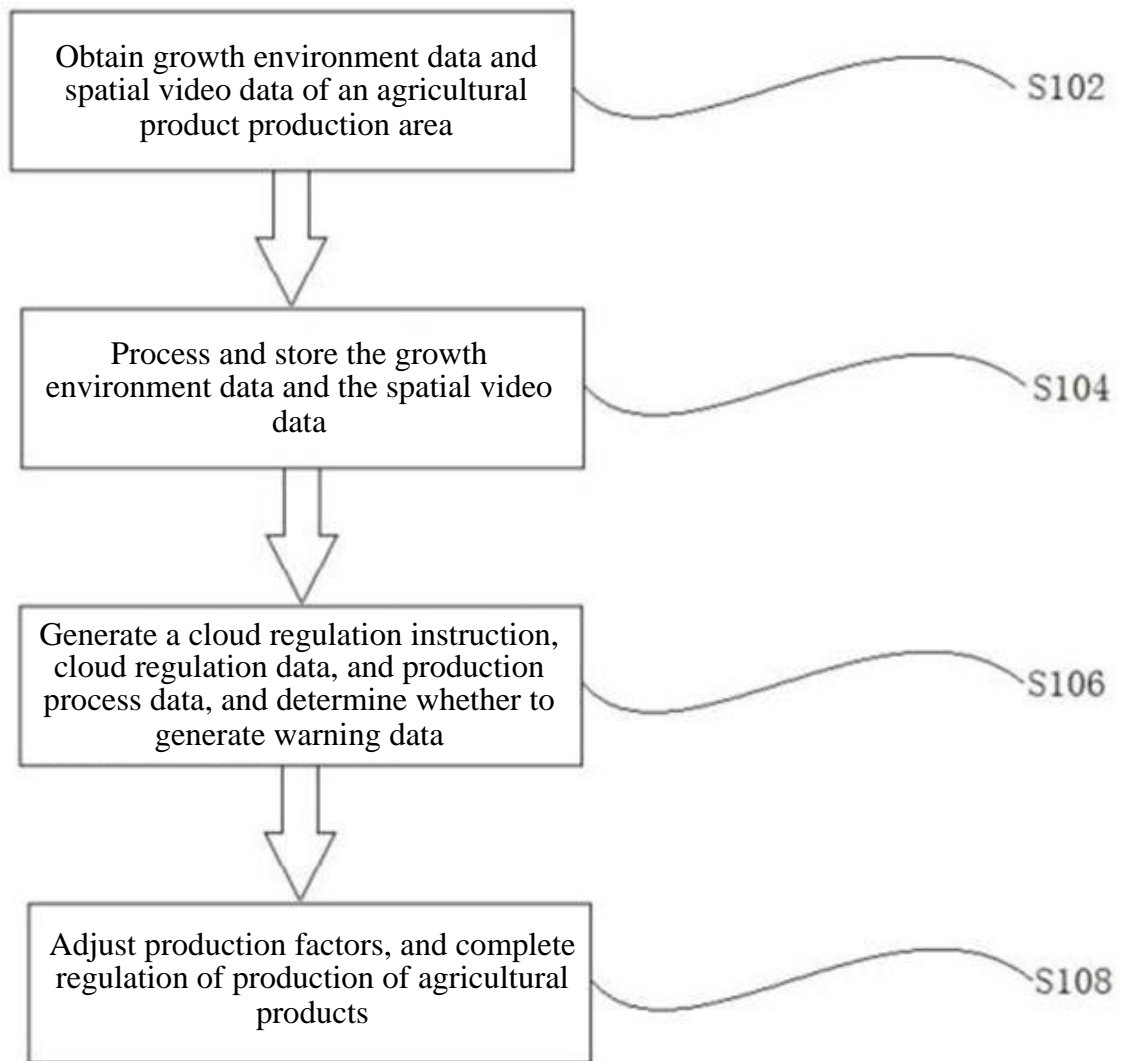 Obtain growth environment data and
spatial video data of an agricultural
product production area
S102
Process and store the growth
environment data and the spatial video
data
S104
Generate a cloud regulation instruction,
cloud regulation data, and production
process data, and determine whether to
generate warning data
S106
Adjust production factors, and complete
regulation of production of agricultural
products
S108